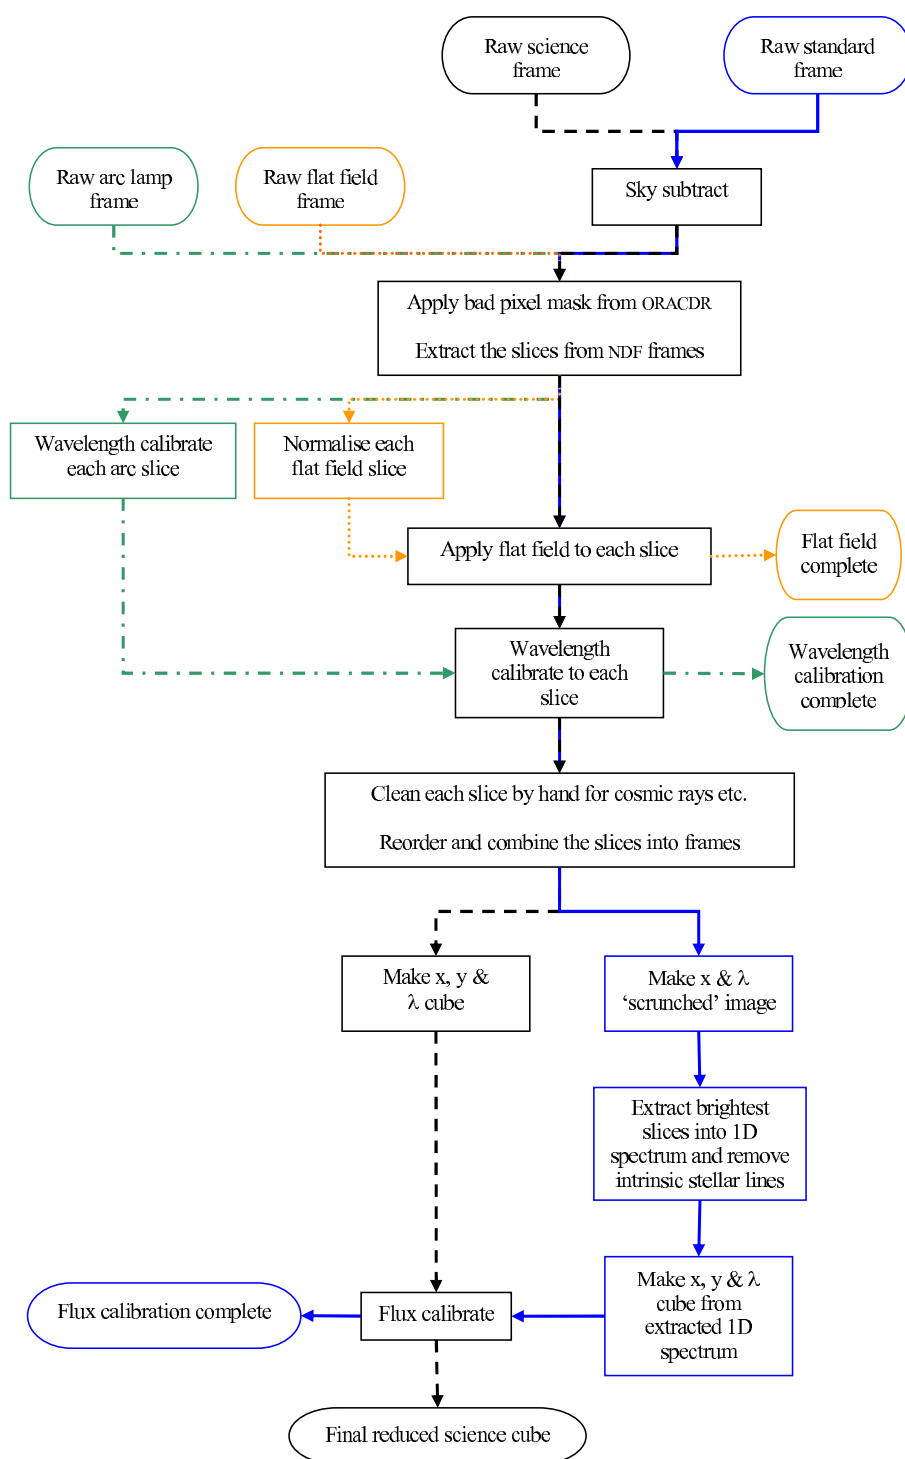 Raw science
frame
Raw standard
frame
Raw arc lamp
frame
Raw flat field
frame
Sky subtract
Apply bad pixel mask from ORACDR
Extract the slices from NDF frames
Wavelength calibrate
each arc slice
Normalise each
flat field slice
Apply flat field to each slice
Flat field
complete
Wavelength
calibrate to each
slice
Wavelength
calibration
complete
Clean each slice by hand for cosmic rays etc.
Reorder and combine the slices into frames
Make x, y &
λ cube
Make x & λ
‘scrunched’ image
Extract brightest
slices into 1D
spectrum and remove
intrinsic stellar lines
Make x, y & λ
cube from
extracted 1D
spectrum
Flux calibrate
Flux calibration complete
Final reduced science cube